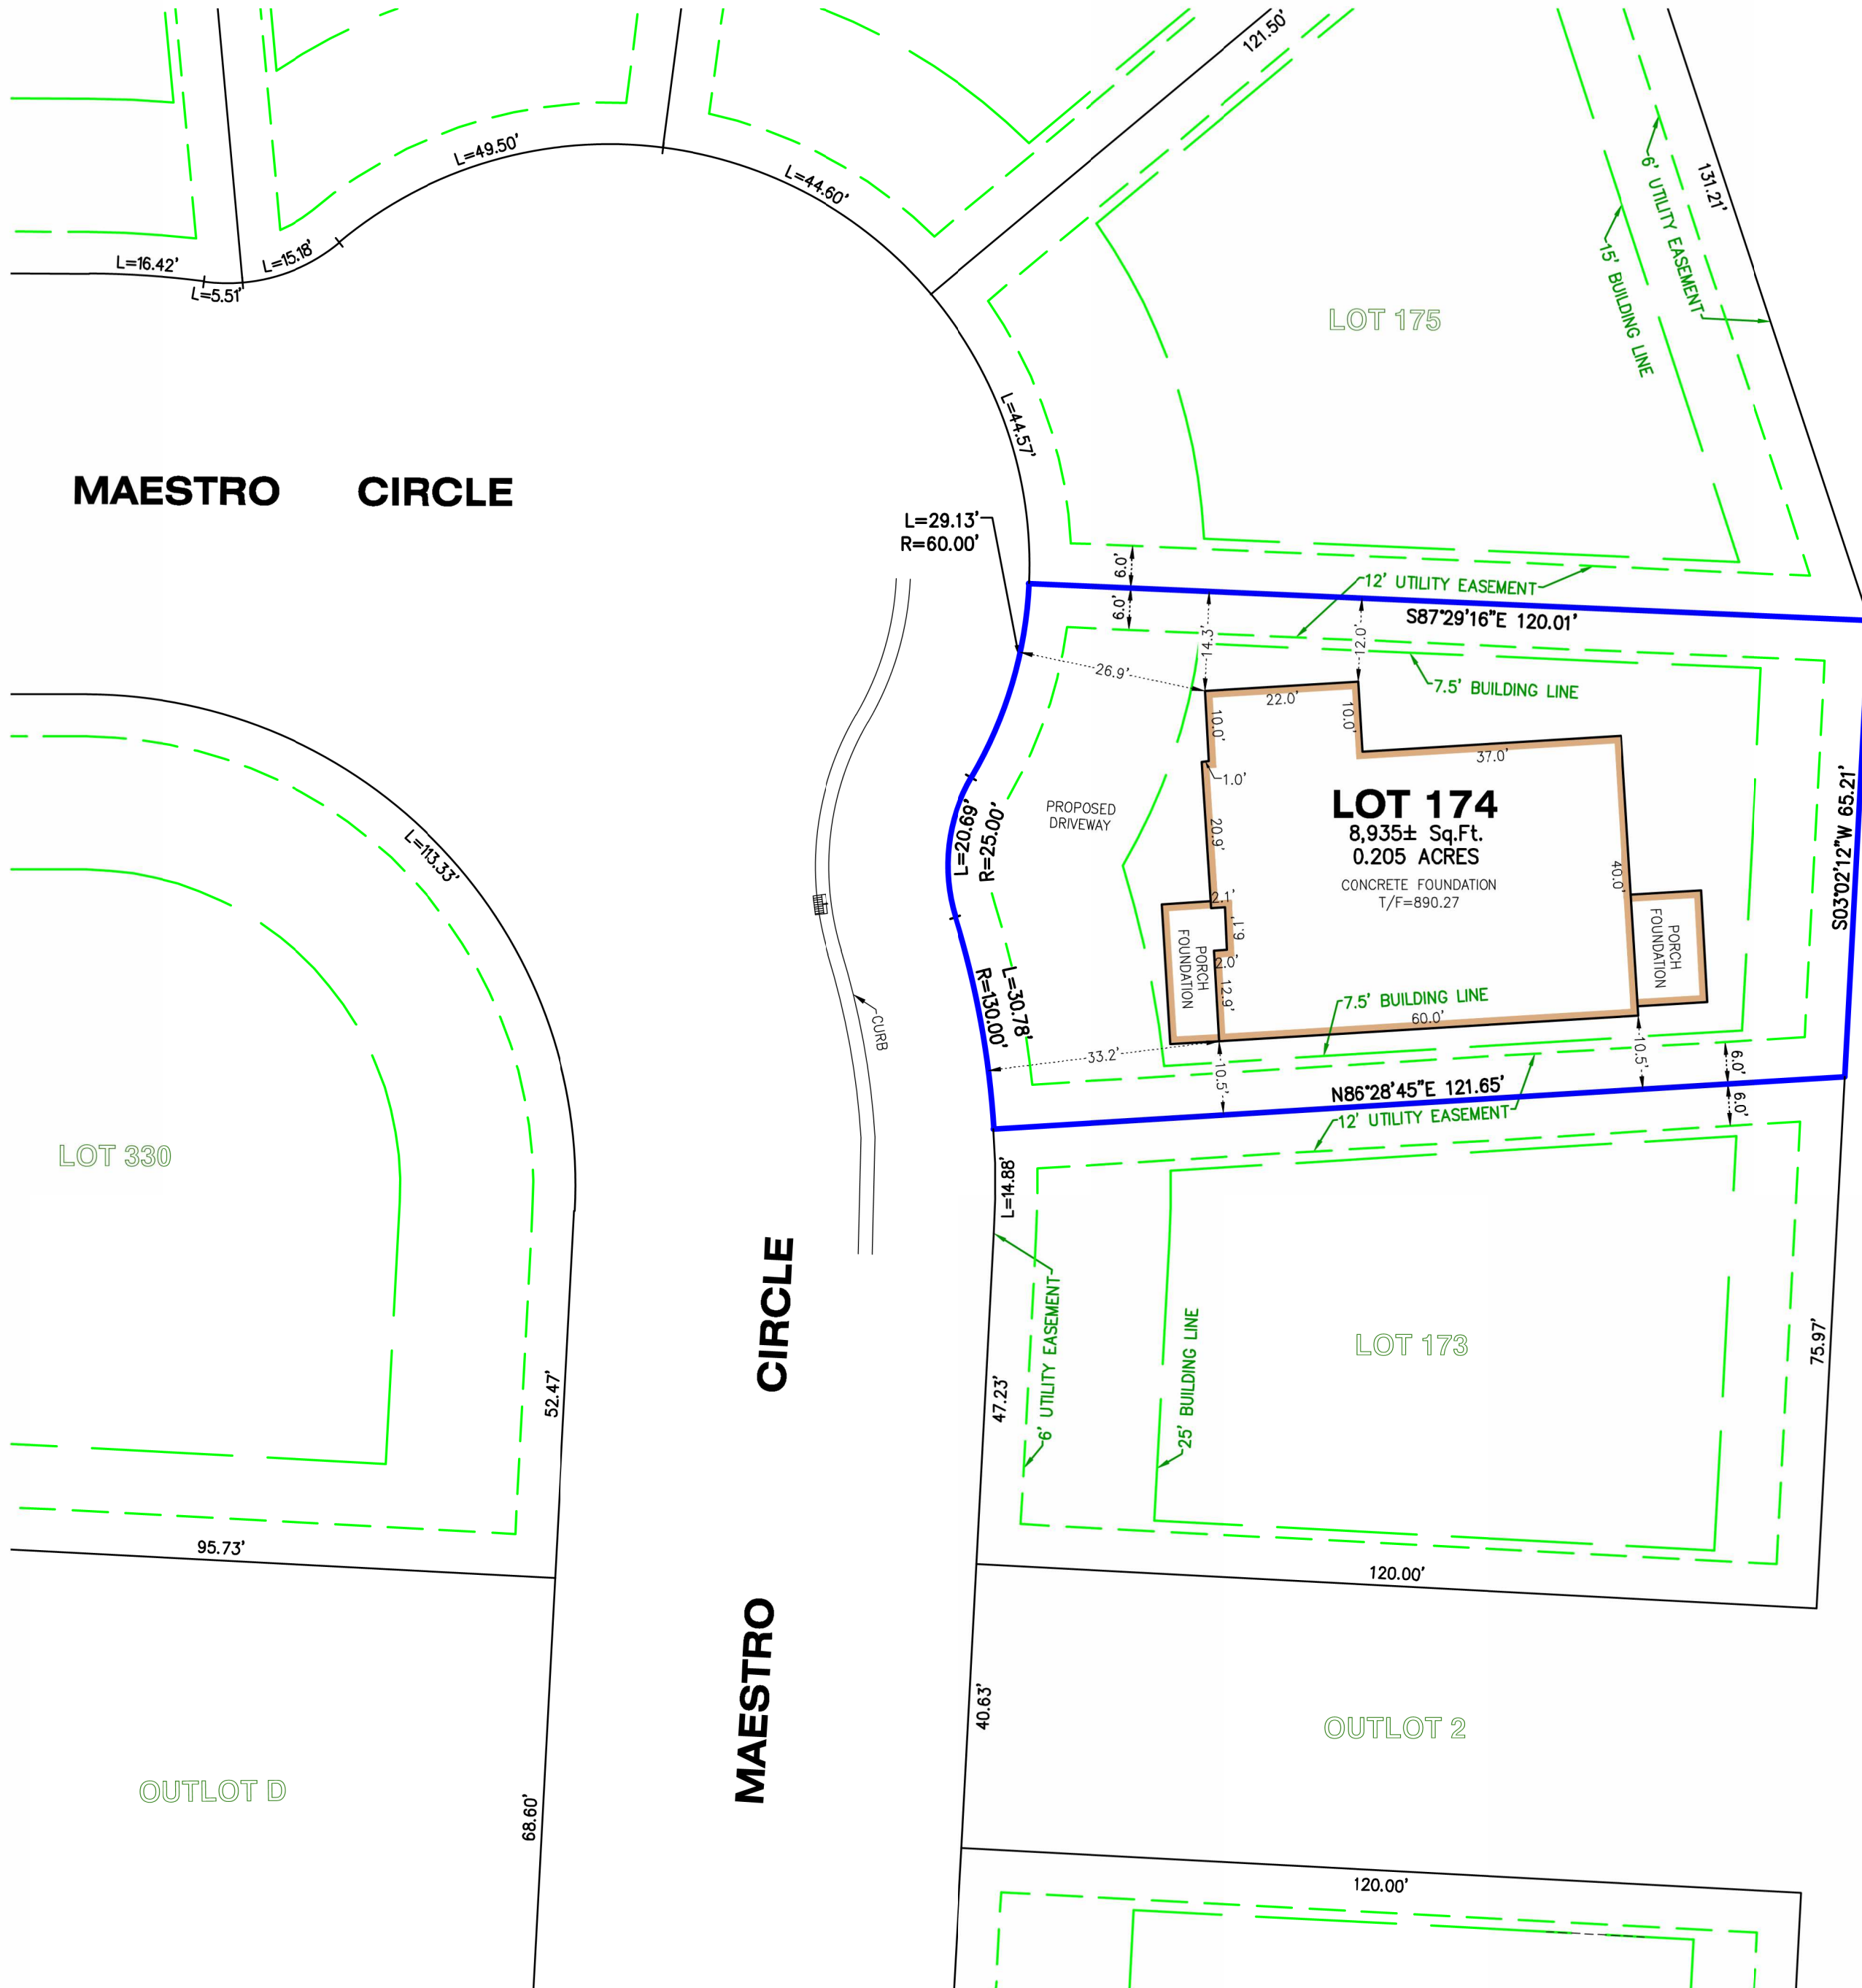 121.50'
L=49.50'
L=44.60'
131.21'
6' UTILITY EASEMENT
15' BUILDING LINE
L=16.42'
L=15.18'
L=5.51'
LOT 175
L=44.57'
MAESTRO CIRCLE
L=29.13'
R=60.00'
6.0'
6.0'
12' UTILITY EASEMENT
S87°29'16"E 120.01'
14.3'
12.0'
26.9'
7.5' BUILDING LINE
22.0'
10.0'
10.0'
37.0'
1.0'
PROPOSED
DRIVEWAY
LOT 174
8,935± Sq.Ft.
0.205 ACRES
CONCRETE FOUNDATION
T/F=890.27
S03°02'12"W 65.21'
L=20.69'
R=25.00'
20.9'
40.0'
L=113.33'
2.1'
6.1'
2.0'
12.9'
PORCH
FOUNDATION
PORCH
FOUNDATION
L=30.78'
R=130.00'
CURB
7.5' BUILDING LINE
60.0'
33.2'
10.5'
10.5'
6.0'
6.0'
N86°28'45"E 121.65'
12' UTILITY EASEMENT
LOT 330
L=14.88'
MAESTRO CIRCLE
6' UTILITY EASEMENT
25' BUILDING LINE
LOT 173
47.23'
52.47'
75.97'
95.73'
120.00'
40.63'
OUTLOT 2
OUTLOT D
68.60'
120.00'